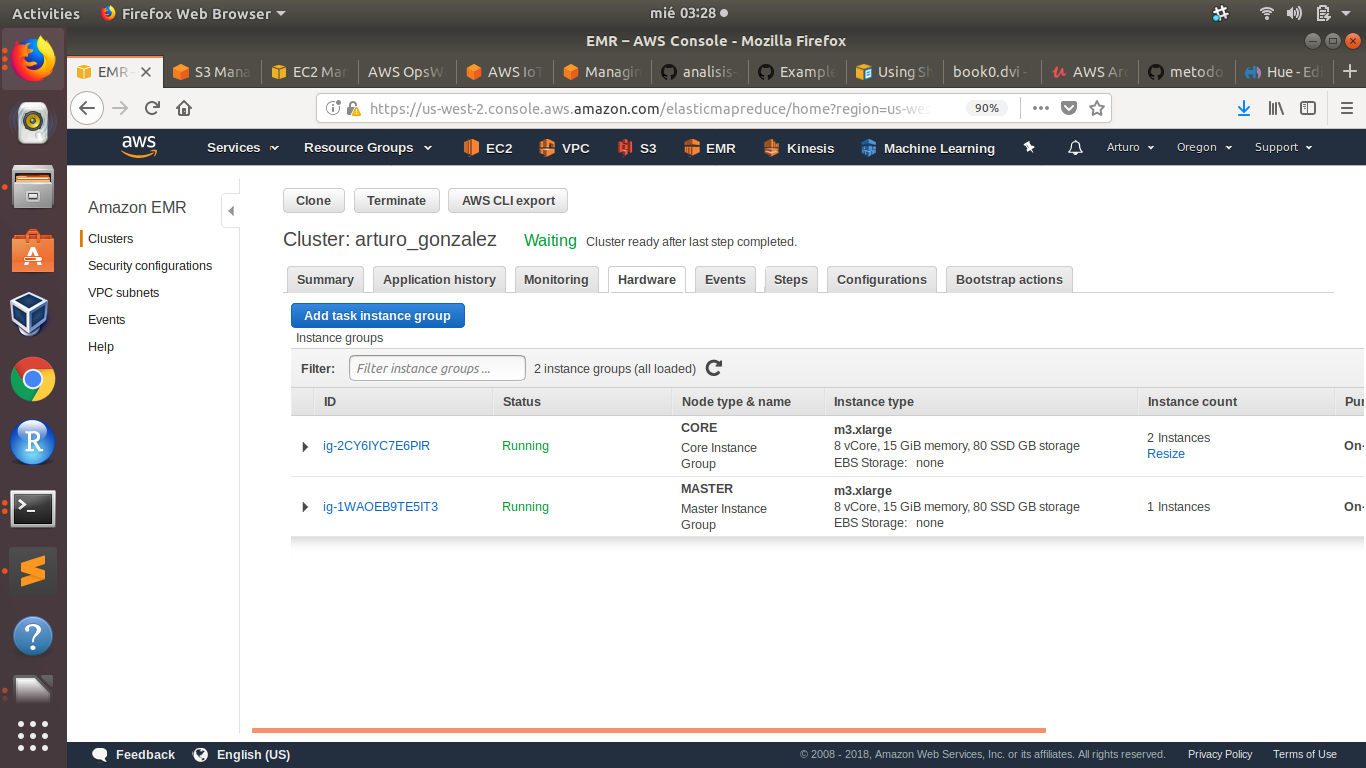 Activities Firefox Web Browser mié 03:28
EMR – AWS Console - Mozilla Firefox
EMR - S3 Mana EC2 Mar AWS OpsW AWS IoT Managin analisis- Example Using Sh book0.dvi - AWS Arc metodo Hue - Edi
https://us-west-2.console.aws.amazon.com/elasticmapreduce/home?region=us-we 90%
aws Services Resource Groups EC2 VPC S3 EMR Kinesis Machine Learning Arturo Oregon Support
Amazon EMR
Clusters
Security configurations
VPC subnets
Events
Help
Clone Terminate AWS CLI export
Cluster: arturo_gonzalez Waiting Cluster ready after last step completed.
Summary Application history Monitoring Hardware Events Steps Configurations Bootstrap actions
Add task instance group
Instance groups
Filter: Filter instance groups ... 2 instance groups (all loaded)
ID Status Node type & name Instance type Instance count Pur
ig-2CY6IYC7E6PIR Running CORE
Core Instance
Group
m3.xlarge
8 vCore, 15 GiB memory, 80 SSD GB storage
EBS Storage: none
2 Instances
Resize
On-
ig-1WAOEB9TE5IT3 Running MASTER
Master Instance
Group
m3.xlarge
8 vCore, 15 GiB memory, 80 SSD GB storage
EBS Storage: none
1 Instances
On-
Feedback English (US) © 2008 - 2018, Amazon Web Services, Inc. or its affiliates. All rights reserved. Privacy Policy Terms of Use